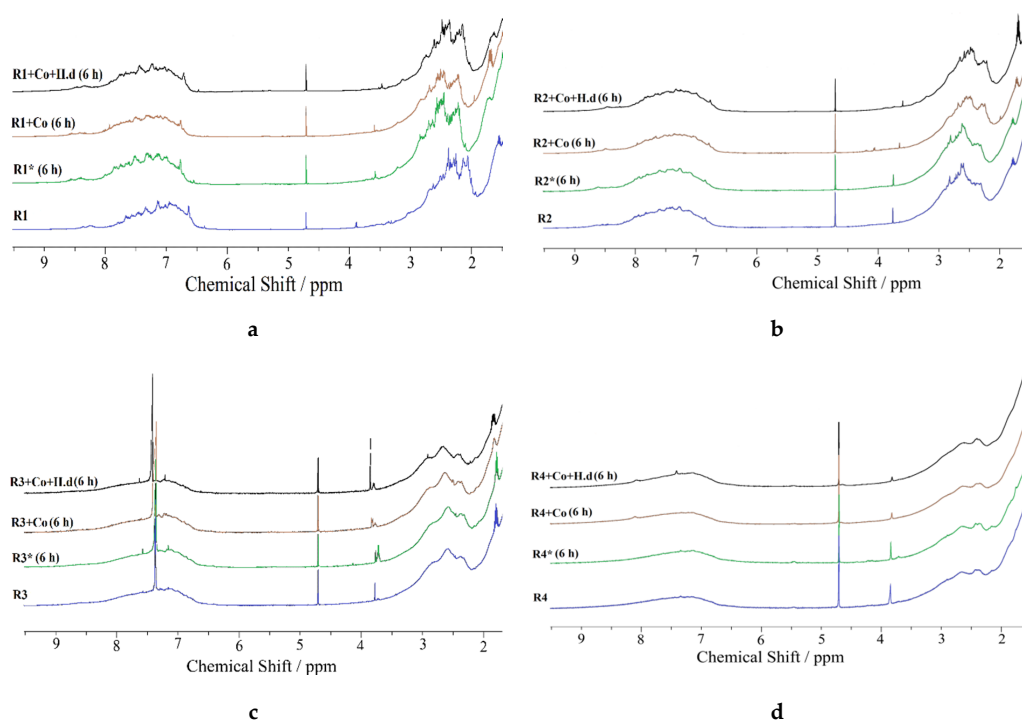 R1+Co+H.d (6 h)
R1+Co (6 h)
R1* (6 h)
R1
9 8 7 6 5 4 3 2
Chemical Shift / ppm
a
R2+Co+H.d (6 h)
R2+Co (6 h)
R2* (6 h)
R2
9 8 7 6 5 4 3 2
Chemical Shift / ppm
b
R3+Co+H.d (6 h)
R3+Co (6 h)
R3* (6 h)
R3
9 8 7 6 5 4 3 2
Chemical Shift / ppm
c
R4+Co+H.d (6 h)
R4+Co (6 h)
R4* (6 h)
R4
9 8 7 6 5 4 3 2
Chemical Shift / ppm
d